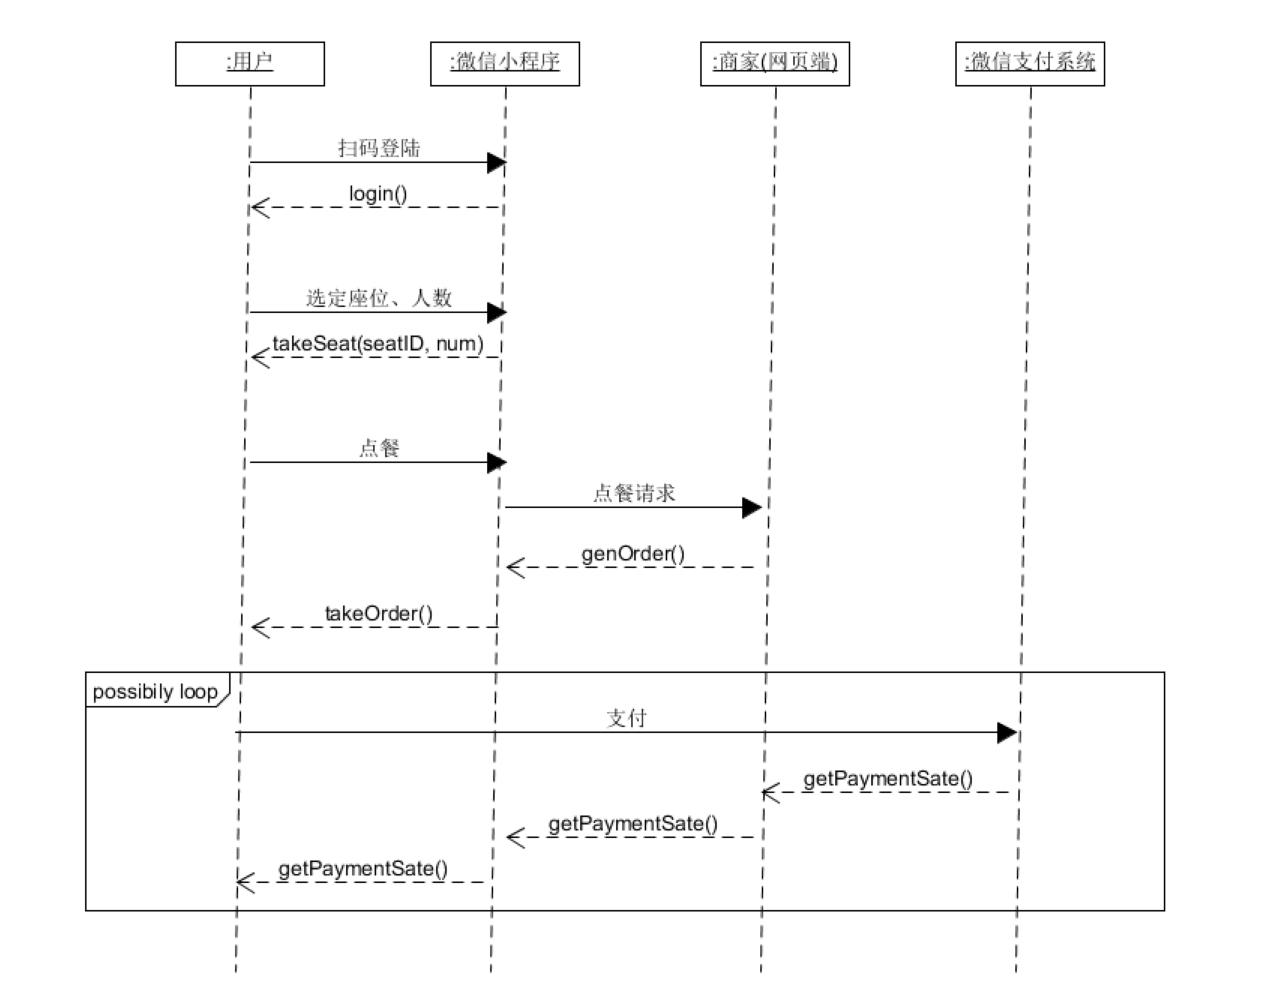 :用户
:微信小程序
:商家(网页端)
:微信支付系统
扫码登陆
login()
选定座位、人数
takeSeat(seatID, num)
点餐
点餐请求
genOrder()
takeOrder()
possibily loop
支付
getPaymentSate()
getPaymentSate()
getPaymentSate()